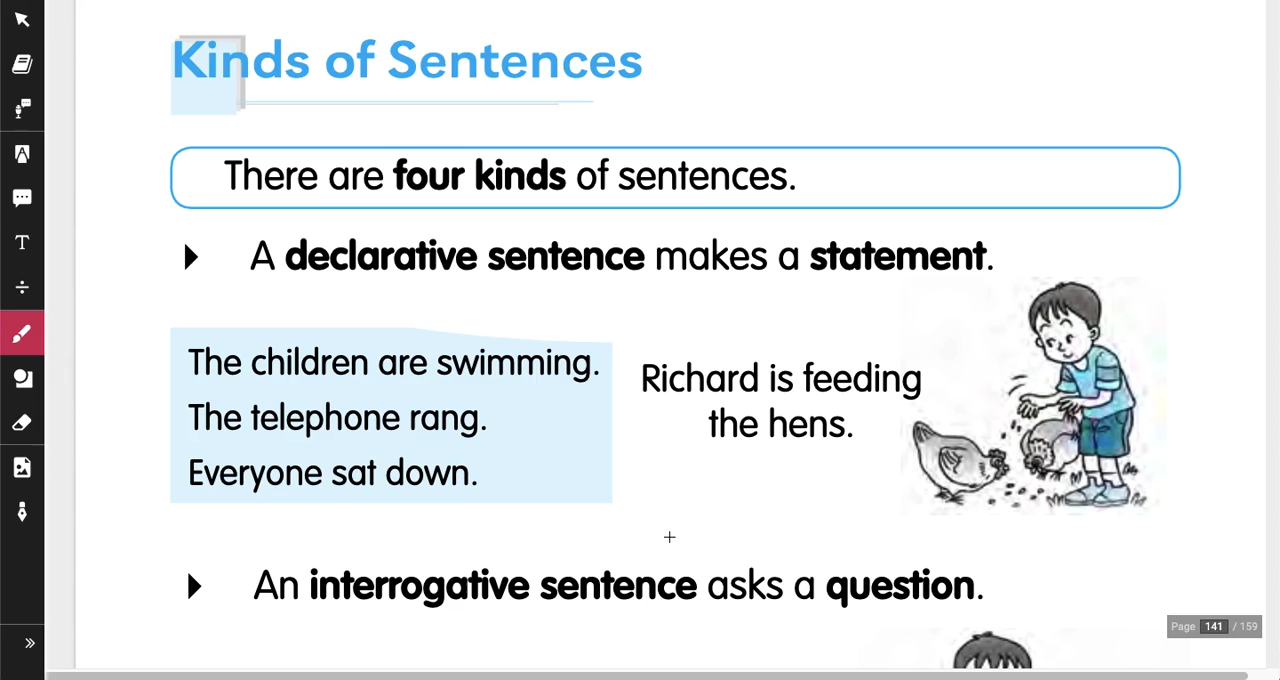 Kinds of Sentences
There are four kinds of sentences.
A declarative sentence makes a statement.
The children are swimming.
The telephone rang.
Everyone sat down.
Richard is feeding
the hens.
An interrogative sentence asks a question.
Page 141 / 159